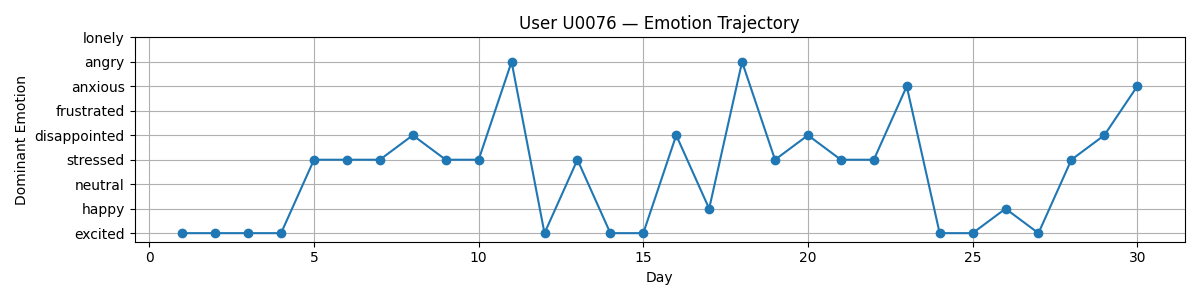 User U0076 — Emotion Trajectory
Dominant Emotion
lonely
angry
anxious
frustrated
disappointed
stressed
neutral
happy
excited
0 5 10 15 20 25 30
Day